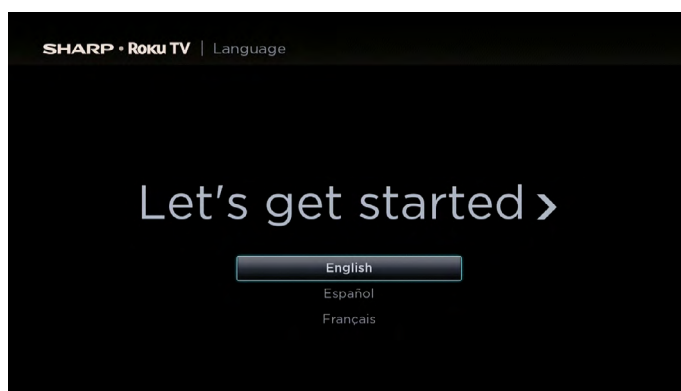 SHARP • ROKU TV | Language
Let's get started >
English
Español
Français